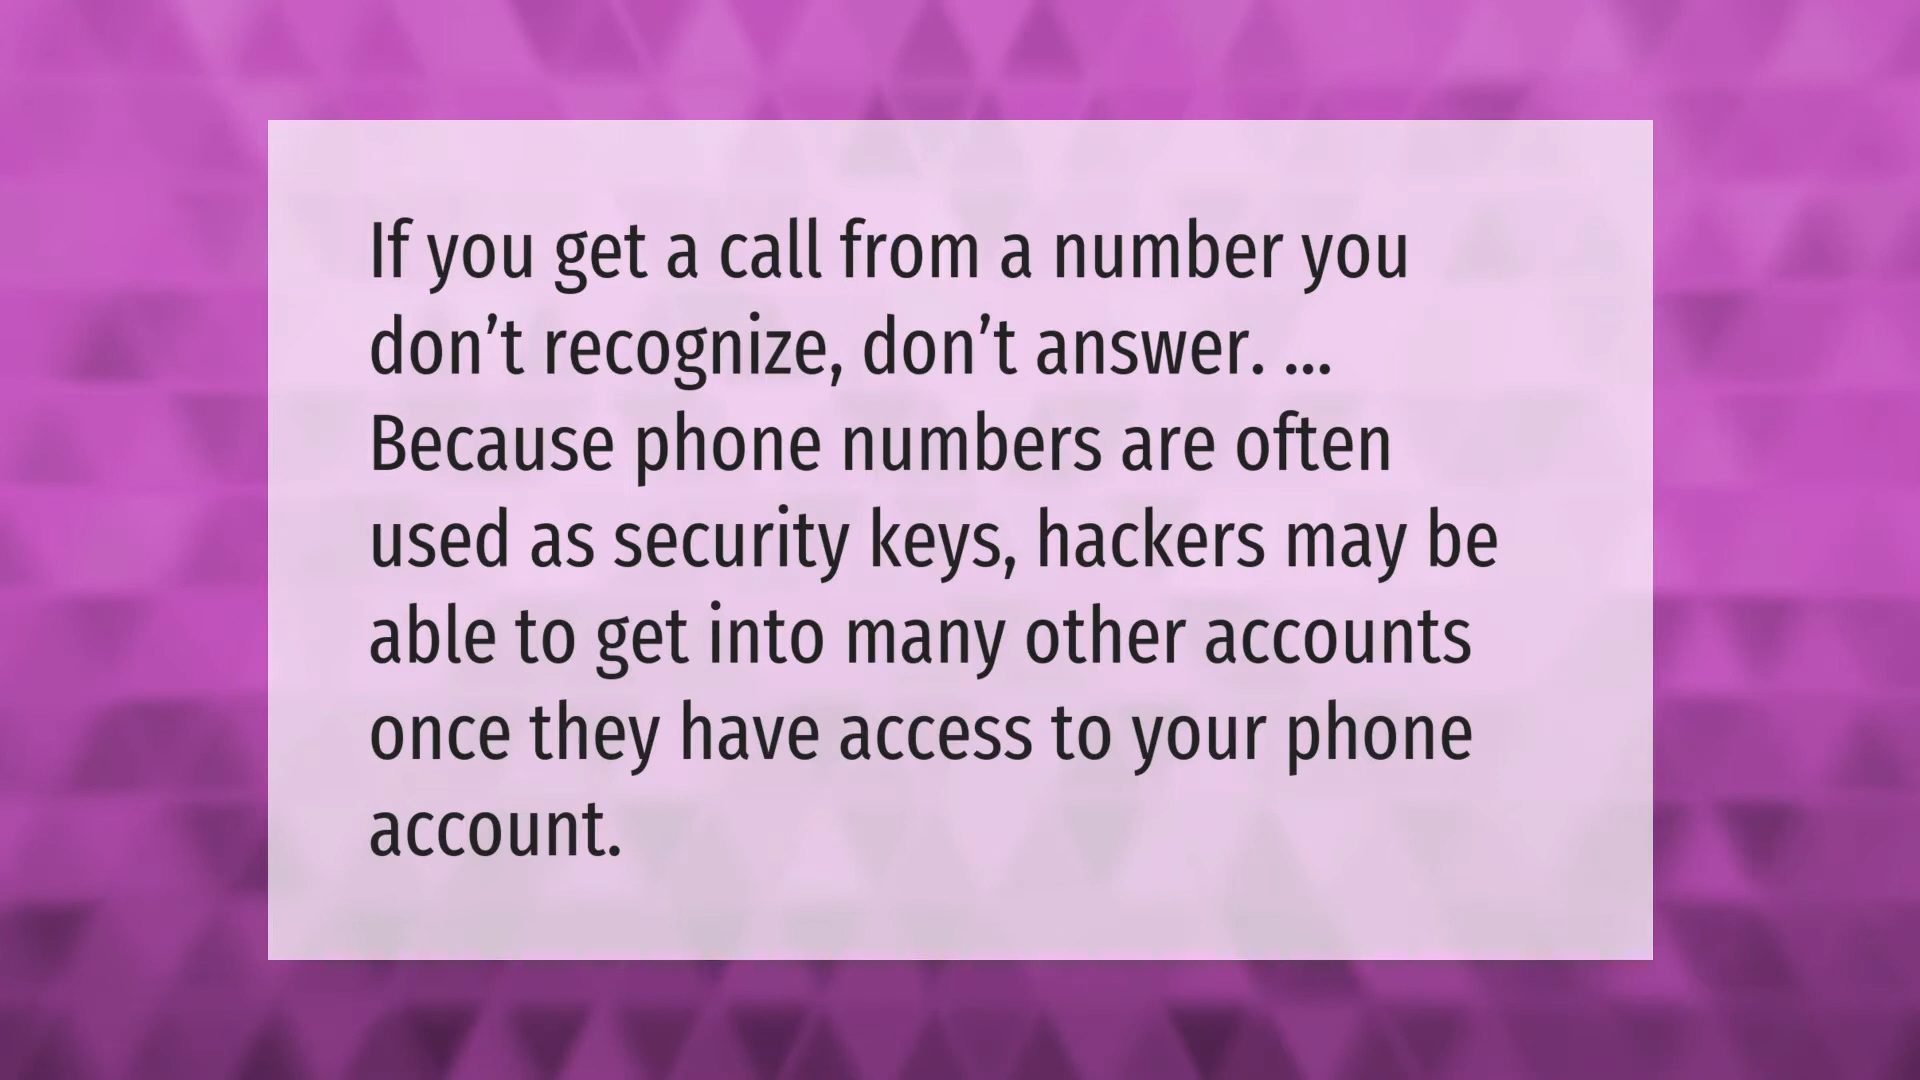 If you get a call from a number you
don’t recognize, don’t answer. ...
Because phone numbers are often
used as security keys, hackers may be
able to get into many other accounts
once they have access to your phone
account.